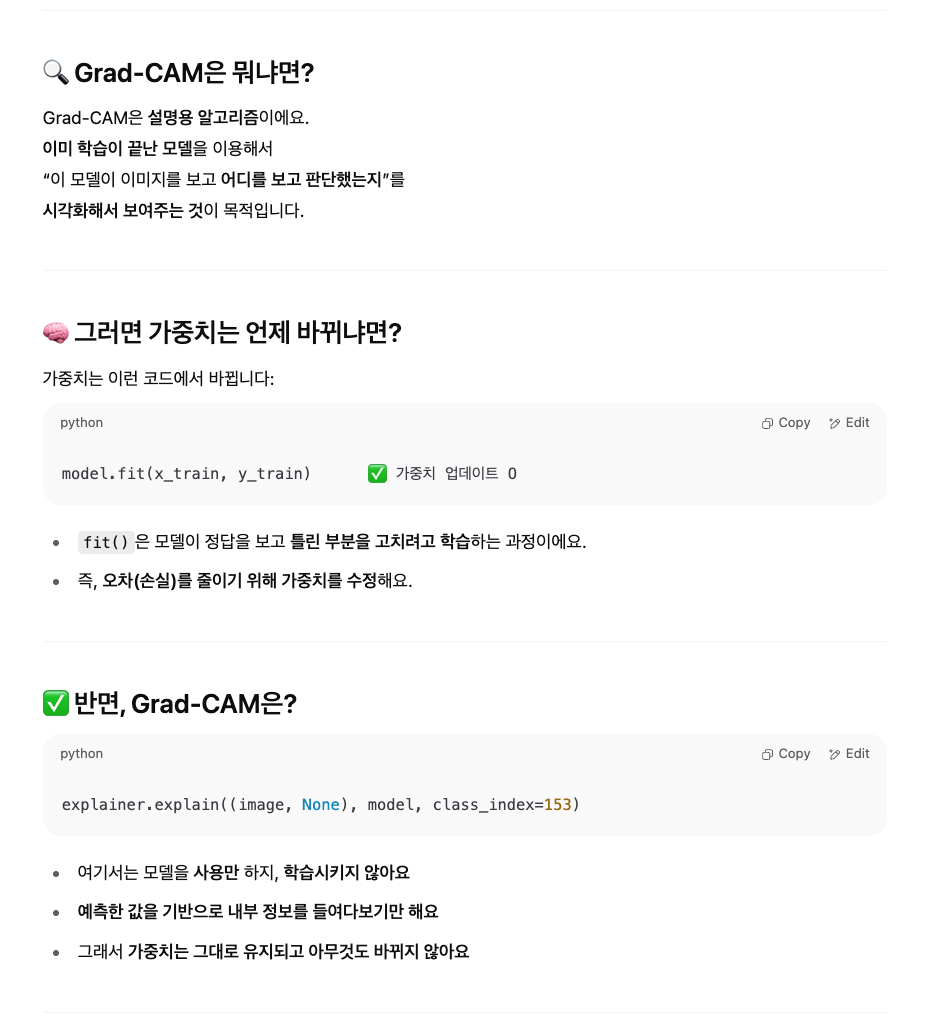 🔍 Grad-CAM은 뭐냐면?
Grad-CAM은 설명용 알고리즘이에요.
이미 학습이 끝난 모델을 이용해서
“이 모델이 이미지를 보고 어디를 보고 판단했는지”를
시각화해서 보여주는 것이 목적입니다.
🧠 그러면 가중치는 언제 바뀌냐면?
가중치는 이런 코드에서 바뀝니다:
python Copy Edit
model.fit(x_train, y_train) ✅ 가중치 업데이트 O
• fit()은 모델이 정답을 보고 틀린 부분을 고치려고 학습하는 과정이에요.
• 즉, 오차(손실)를 줄이기 위해 가중치를 수정해요.
✅ 반면, Grad-CAM은?
python Copy Edit
explainer.explain((image, None), model, class_index=153)
• 여기서는 모델을 사용만 하지, 학습시키지 않아요
• 예측한 값을 기반으로 내부 정보를 들여다보기만 해요
• 그래서 가중치는 그대로 유지되고 아무것도 바뀌지 않아요